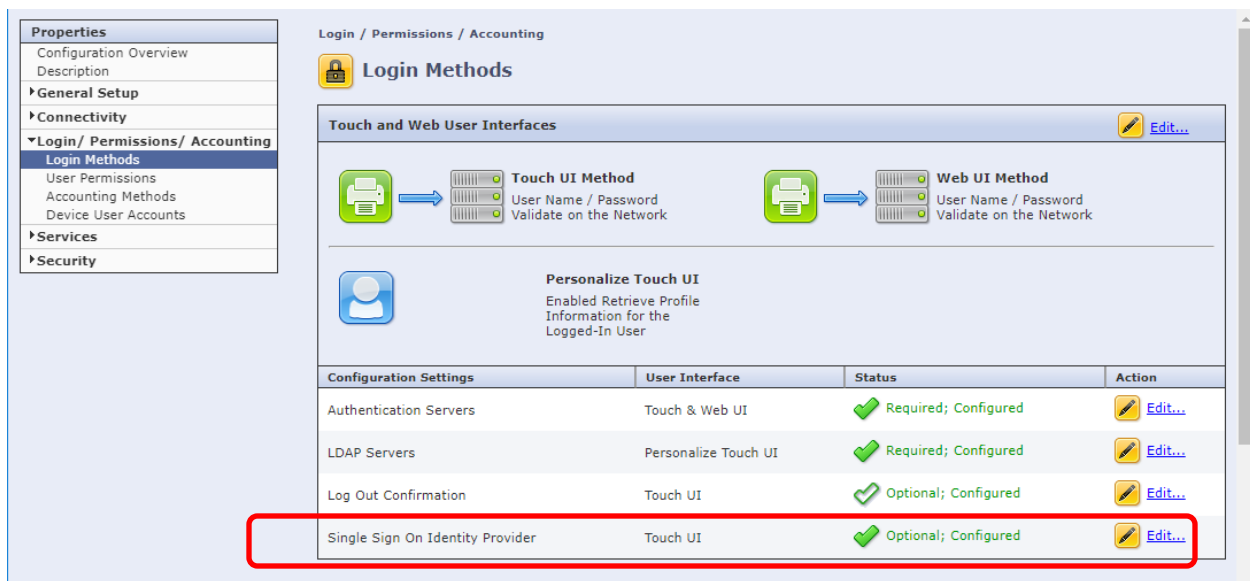 Properties
Configuration Overview
Description
General Setup
Connectivity
Login/ Permissions/ Accounting
Login Methods
User Permissions
Accounting Methods
Device User Accounts
Services
Security
Login / Permissions / Accounting
Login Methods
Touch and Web User Interfaces
Edit...
Touch UI Method
User Name / Password
Validate on the Network
Web UI Method
User Name / Password
Validate on the Network
Personalize Touch UI
Enabled Retrieve Profile
Information for the
Logged-In User
Configuration Settings User Interface Status Action
Authentication Servers Touch & Web UI Required; Configured Edit...
LDAP Servers Personalize Touch UI Required; Configured Edit...
Log Out Confirmation Touch UI Optional; Configured Edit...
Single Sign On Identity Provider Touch UI Optional; Configured Edit...